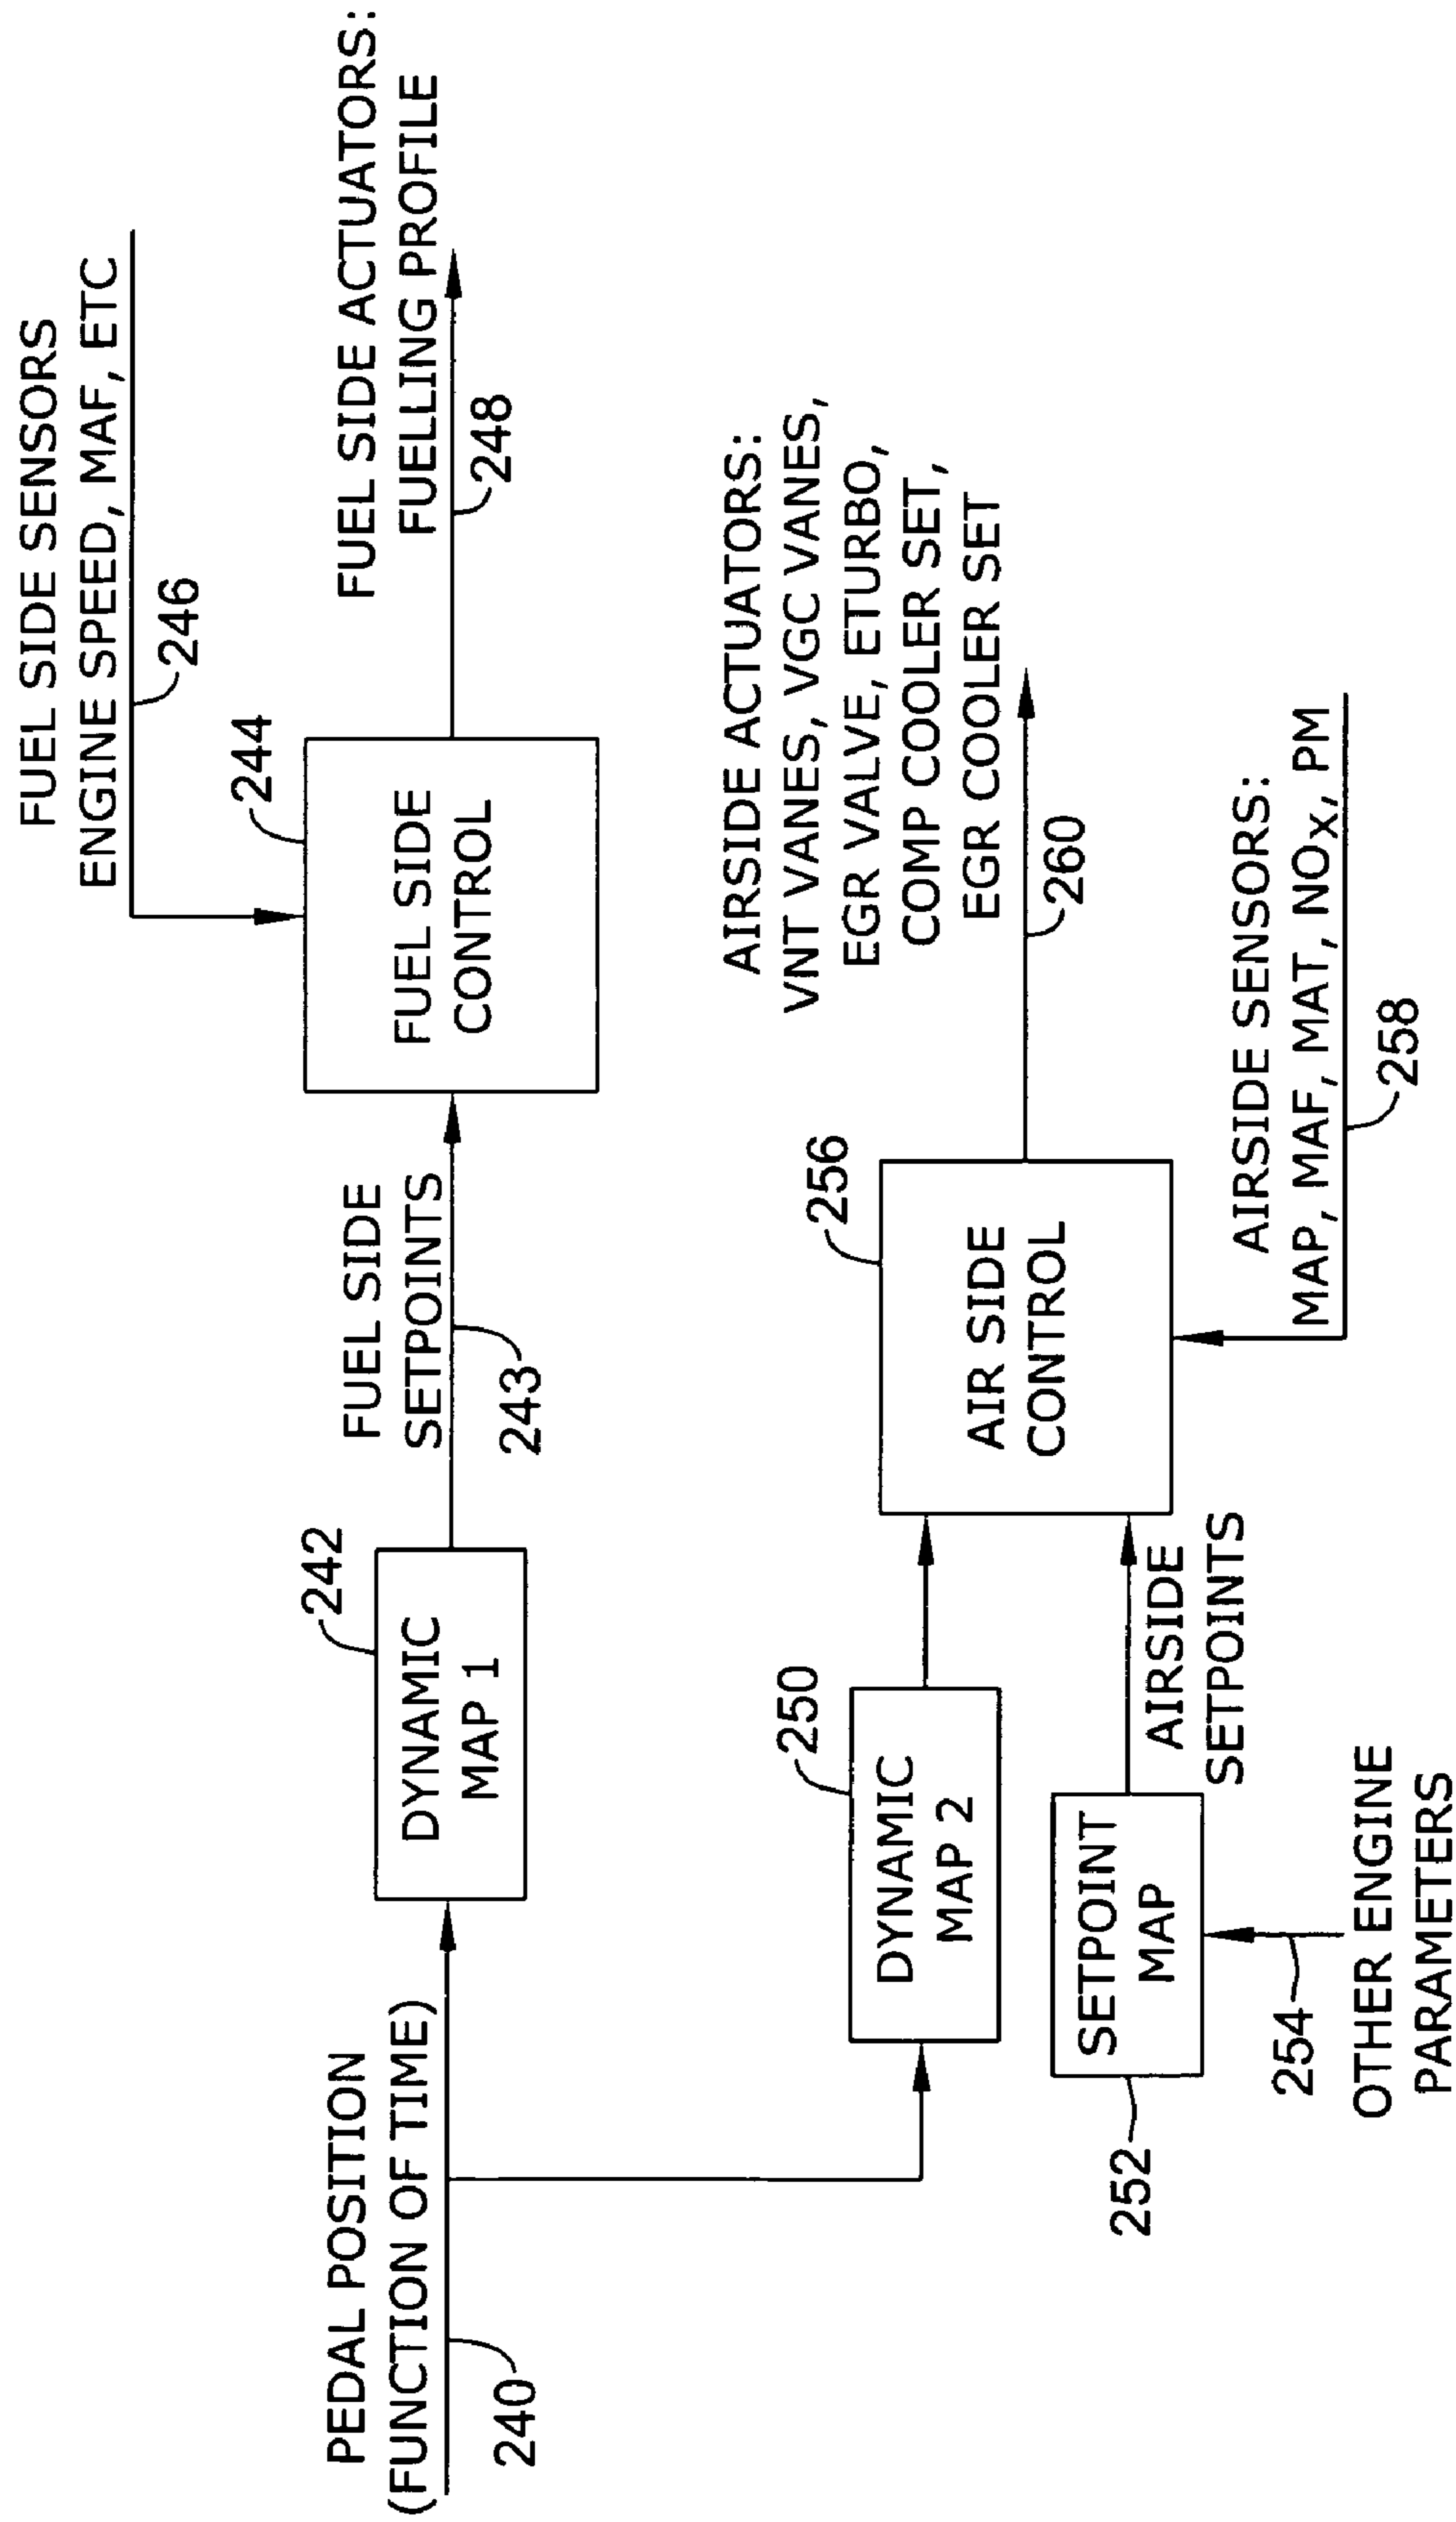 FUEL SIDE SENSORS
ENGINE SPEED, MAF, ETC
246
PEDAL POSITION
(FUNCTION OF TIME)
240
242
DYNAMIC
MAP 1
FUEL SIDE
SETPOINTS
243
244
FUEL SIDE
CONTROL
FUEL SIDE ACTUATORS:
FUELLING PROFILE
248
250
DYNAMIC
MAP 2
252
SETPOINT
MAP
254
OTHER ENGINE
PARAMETERS
AIRSIDE
SETPOINTS
256
AIR SIDE
CONTROL
AIRSIDE ACTUATORS:
VNT VANES, VGC VANES,
EGR VALVE, ETURBO,
COMP COOLER SET,
EGR COOLER SET
260
AIRSIDE SENSORS:
MAP, MAF, MAT, NOX, PM
258